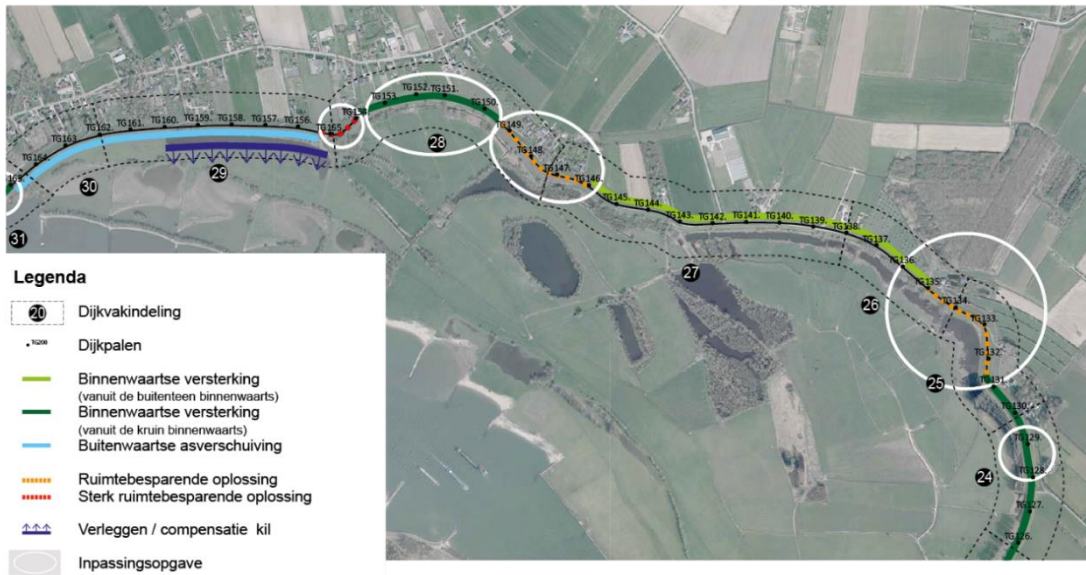 TG153.
TG152.
TG151.
TG150.
TG165.
TG149.
TG148.
TG147.
TG146.
TG164.
TG163.
TG162.
TG161.
TG160.
TG159.
TG158.
TG157.
TG156.
28
30
29
31
TG145.
TG144.
TG143.
TG142.
TG141.
TG140.
TG139.
TG138.
TG137.
TG136.
TG135.
TG134.
TG133.
TG132.
TG131.
TG130.
TG129.
TG128.
TG127.
TG126.
27
26
25
24
Legenda
20 Dijkvakindeling
TG200 Dijkpalen
Binnenwaartse versterking
(vanuit de buitenteen binnenwaarts)
Binnenwaartse versterking
(vanuit de kruin binnenwaarts)
Buitenwaartse asverschuiving
Ruimtebesparende oplossing
Sterk ruimtebesparende oplossing
Verleggen / compensatie kil
Inpassingsopgave